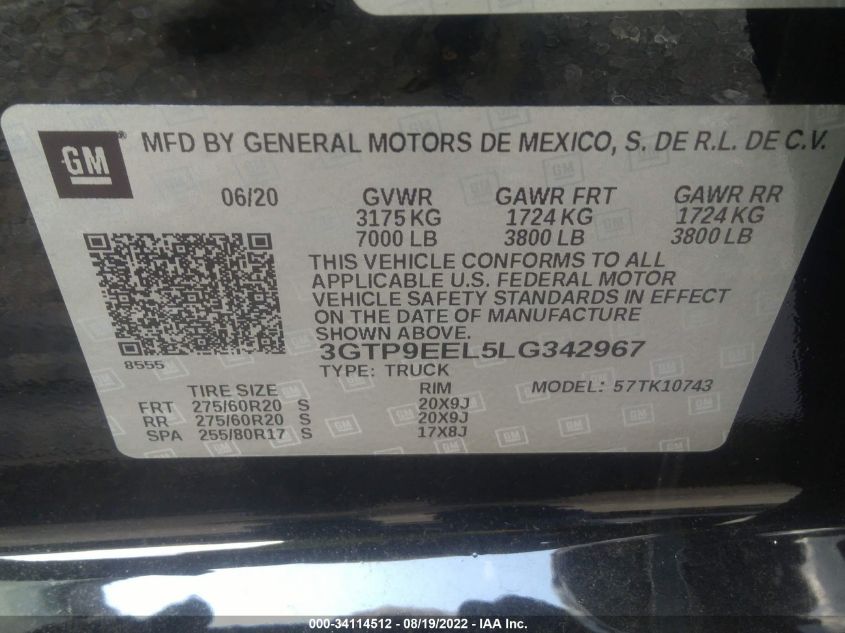 GM MFD BY GENERAL MOTORS DE MEXICO, S. DE R.L. DE C.V.
06/20 GVWR GAWR FRT GAWR RR
3175 KG 1724 KG 1724 KG
7000 LB 3800 LB 3800 LB
THIS VEHICLE CONFORMS TO ALL
APPLICABLE U.S. FEDERAL MOTOR
VEHICLE SAFETY STANDARDS IN EFFECT
ON THE DATE OF MANUFACTURE
SHOWN ABOVE.
8555 3GTP9EEL5LG342967
TYPE: TRUCK
TIRE SIZE RIM MODEL: 57TK10743
FRT 275/60R20 S 20X9J
RR 275/60R20 S 20X9J
SPA 255/80R17 S 17X8J
000-34114512 - 08/19/2022 - IAA Inc.